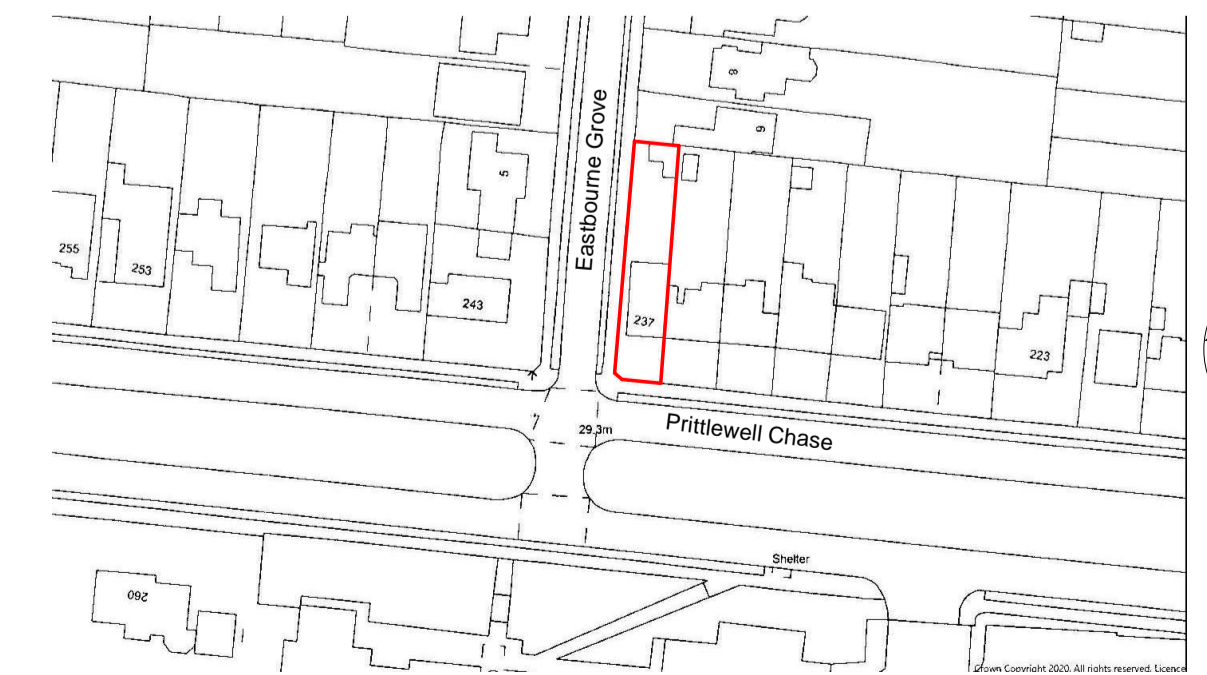 8
9
Eastbourne Grove
5
255
253
243
237
223
29.3m
Prittlewell Chase
Shelter
260
Crown Copyright 2020. All rights reserved. Licence